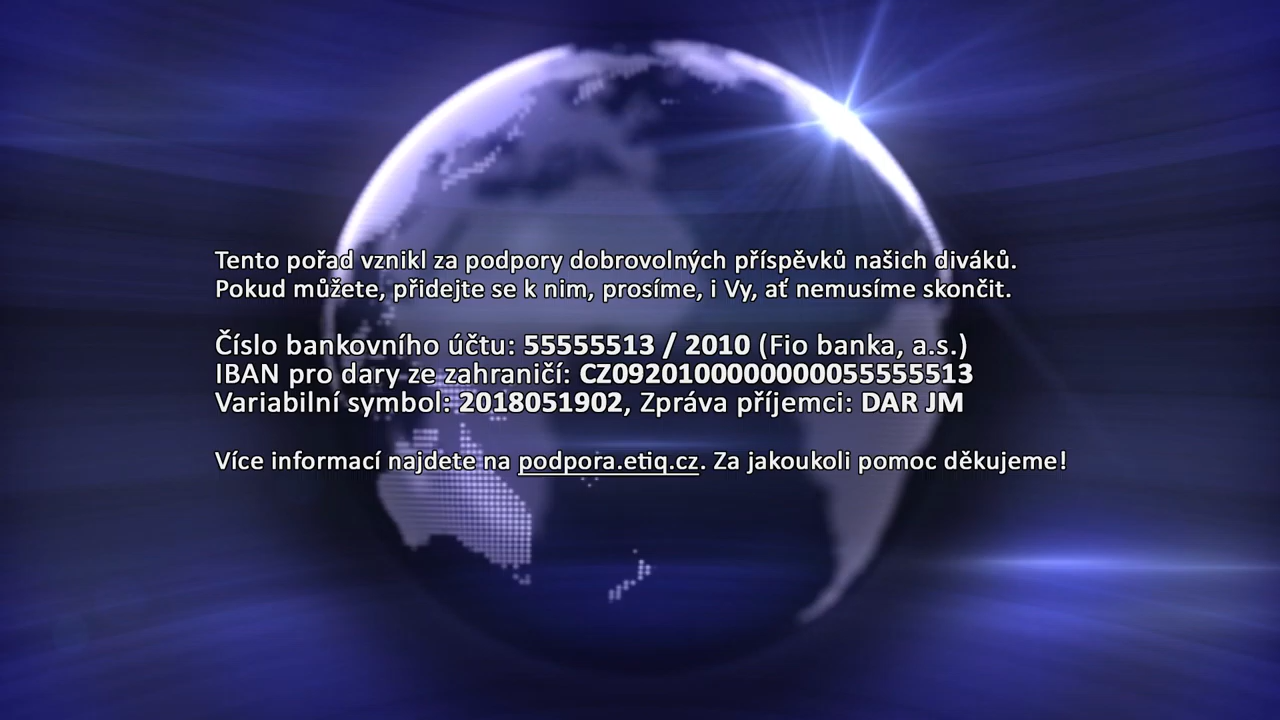 Tento pořad vznikl za podpory dobrovolných příspěvků našich diváků.
Pokud můžete, přidejte se k nim, prosíme, i Vy, ať nemusíme skončit.
Číslo bankovního účtu: 55555513 / 2010 (Fio banka, a.s.)
IBAN pro dary ze zahraničí: CZ0920100000000055555513
Variabilní symbol: 2018051902, Zpráva příjemci: DAR JM
Více informací najdete na podpora.etiq.cz. Za jakoukoli pomoc děkujeme!